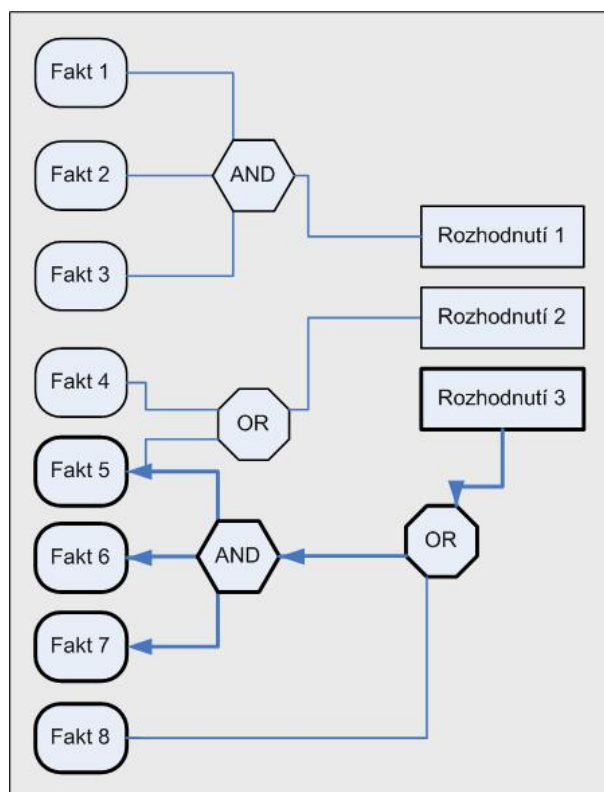 Fakt 1
Fakt 2
AND
Rozhodnutí 1
Fakt 3
Rozhodnutí 2
Fakt 4
Rozhodnutí 3
OR
Fakt 5
OR
Fakt 6
AND
Fakt 7
Fakt 8